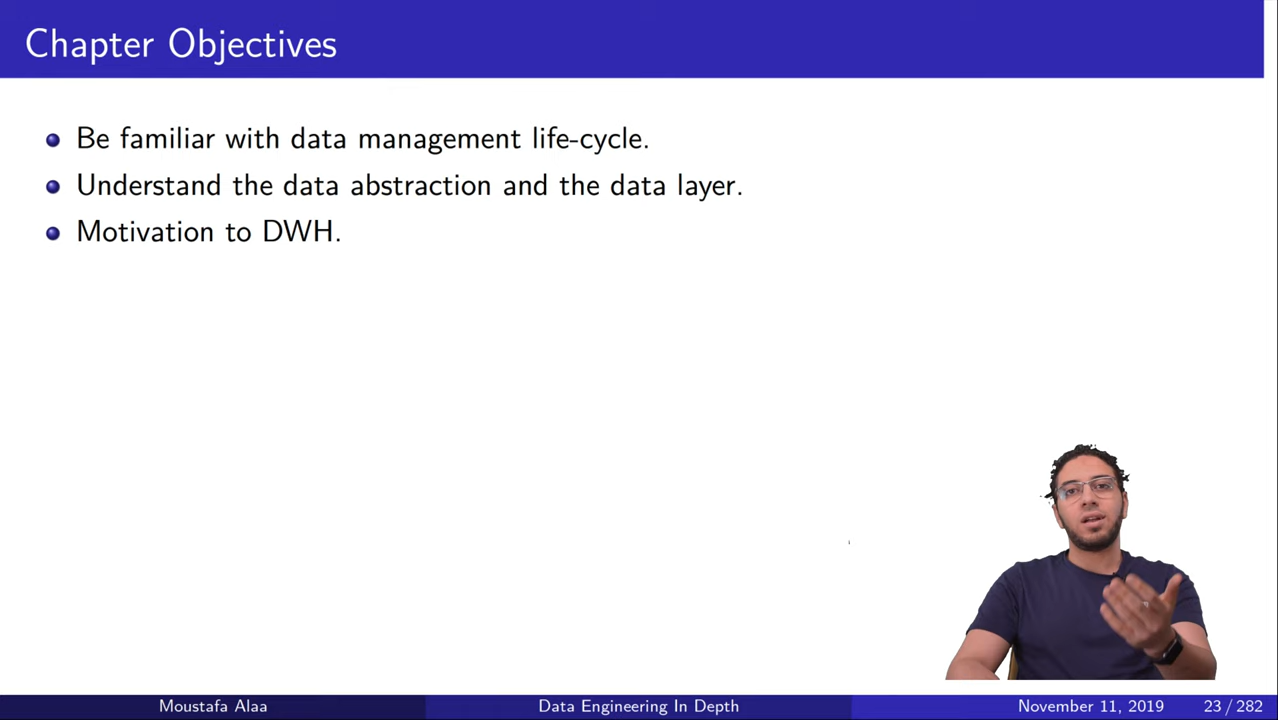 Chapter Objectives
Be familiar with data management life-cycle.
Understand the data abstraction and the data layer.
Motivation to DWH.
Moustafa Alaa
Data Engineering In Depth
November 11, 2019
23 / 282